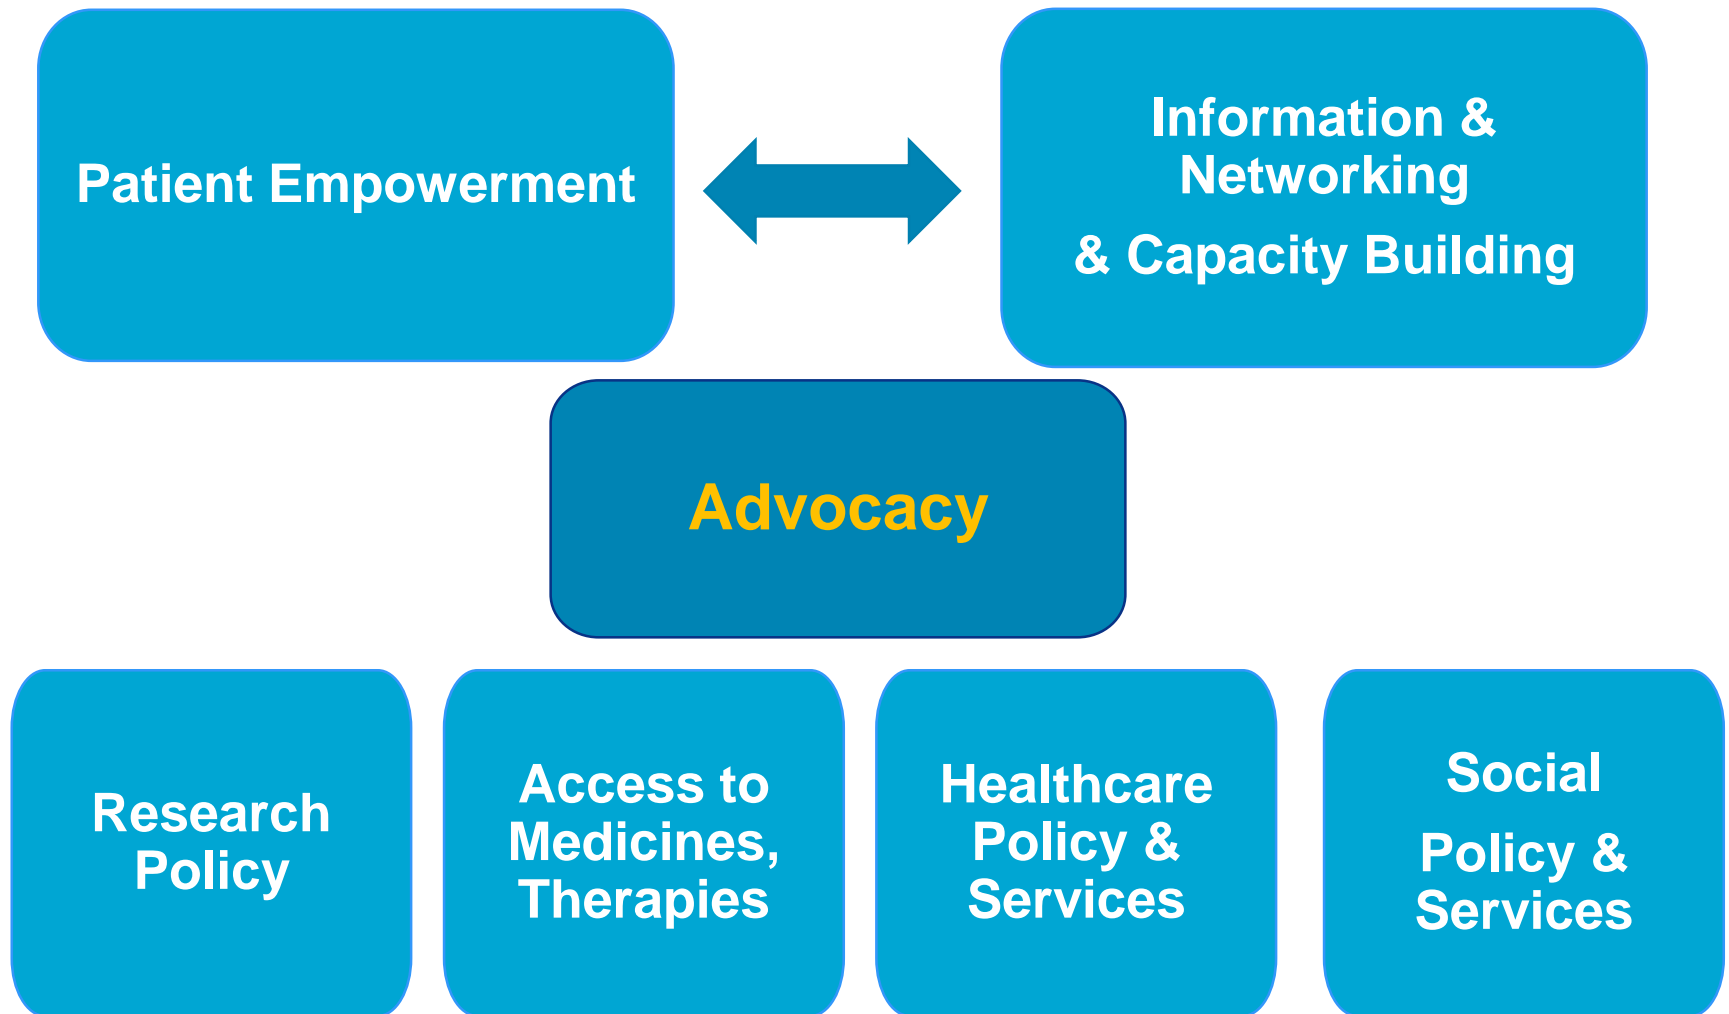 Patient Empowerment
Information &
Networking
& Capacity Building
Advocacy
Research
Policy
Access to
Medicines,
Therapies
Healthcare
Policy &
Services
Social
Policy &
Services